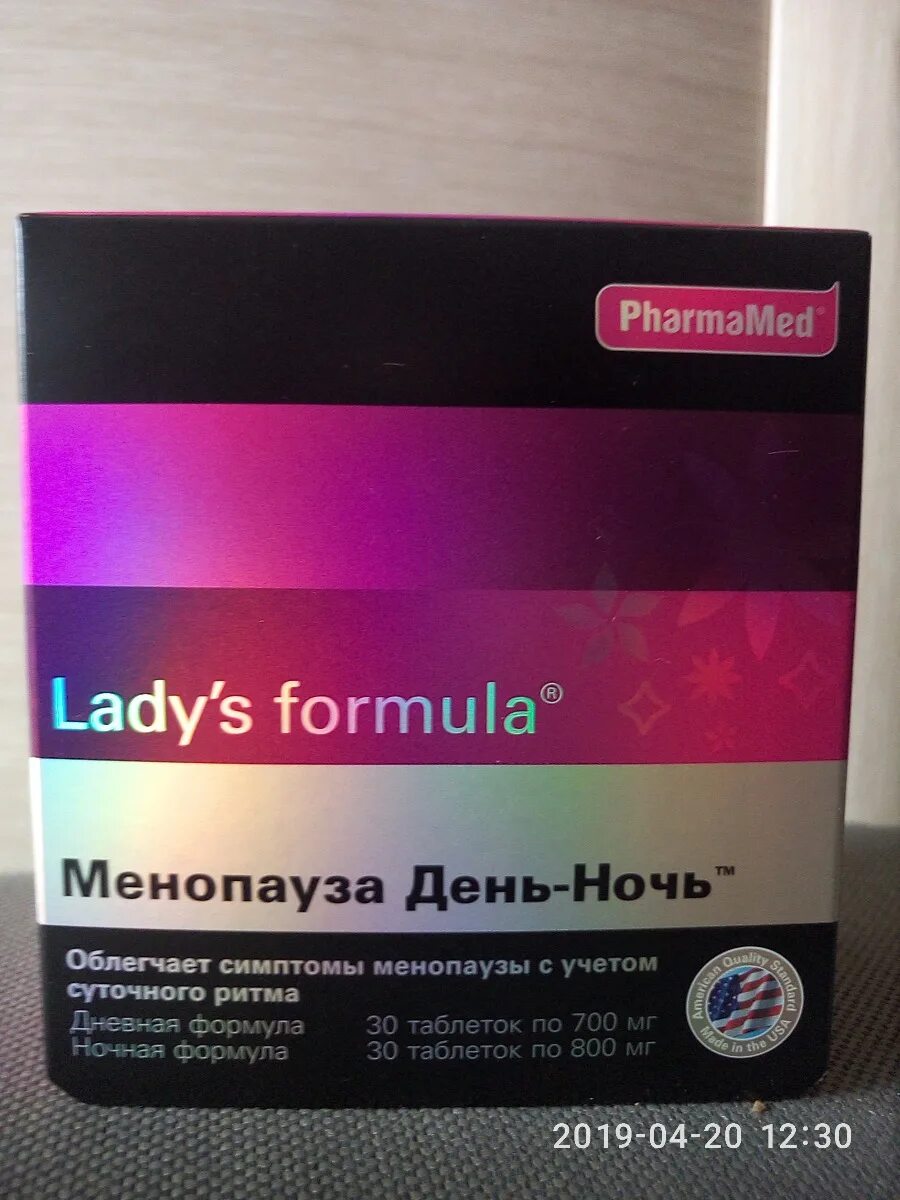 PharmaMed®
Lady's formula®
Менопауза День-Ночь™
Облегчает симптомы менопаузы с учетом
суточного ритма
Дневная формула 30 таблеток по 700 мг
Ночная формула 30 таблеток по 800 мг
American Quality Standard
Made in the USA
2019-04-20 12:30